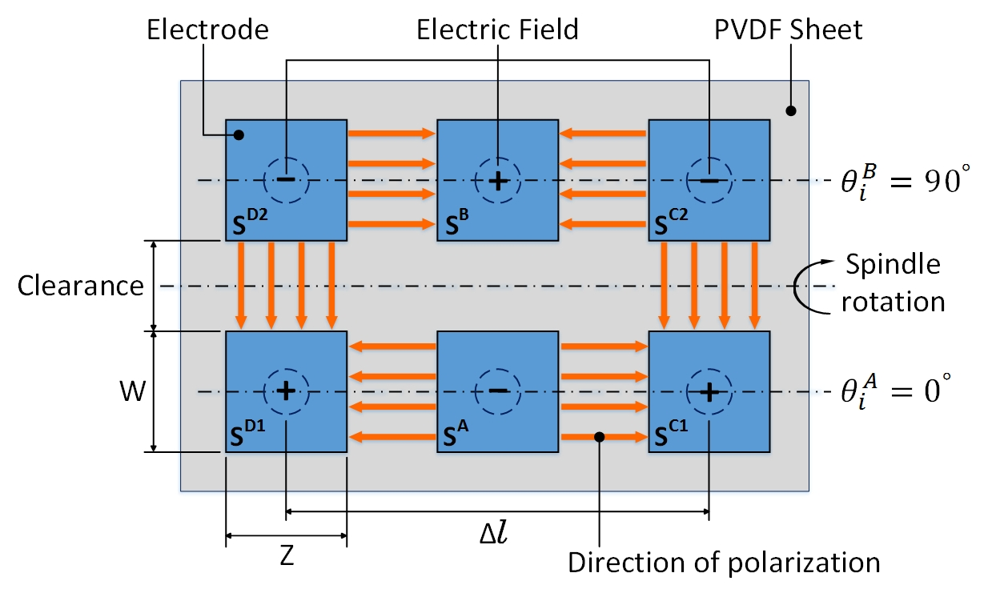 Electrode
Electric Field
PVDF Sheet
− + −
S^D2 S^B S^C2
θ_i^B = 90°
Clearance
Spindle
rotation
W
+ − +
S^D1 S^A S^C1
θ_i^A = 0°
Δl
Z
Direction of polarization